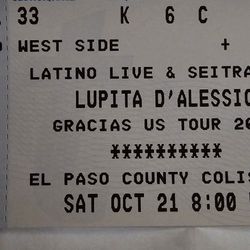 33 K 6 C
WEST SIDE +
LATINO LIVE & SEITRA
LUPITA D'ALESSIO
GRACIAS US TOUR 20
**********
EL PASO COUNTY COLIS
SAT OCT 21 8:00